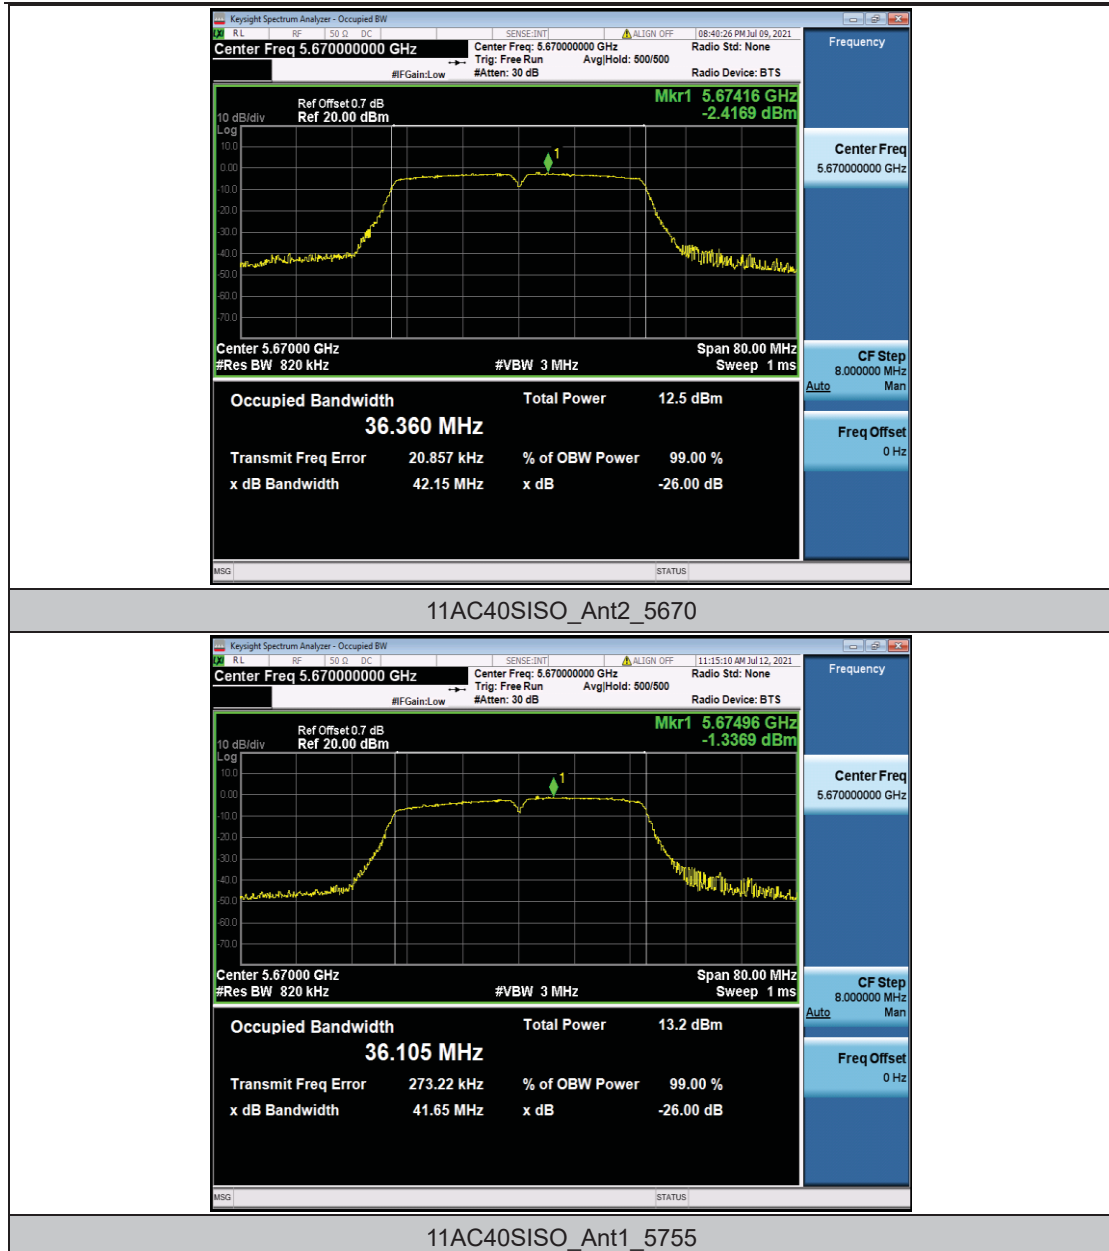 Keysight Spectrum Analyzer - Occupied BW
LXI RL RF 50 Ω DC SENSE:INT ALIGN OFF 08:40:26 PM Jul 09, 2021
Center Freq 5.670000000 GHz
Center Freq: 5.670000000 GHz Radio Std: None
Trig: Free Run Avg|Hold: 500/500
#IFGain:Low #Atten: 30 dB Radio Device: BTS
Frequency
Mkr1 5.67416 GHz
-2.4169 dBm
Ref Offset 0.7 dB
10 dB/div Ref 20.00 dBm
Log
10.0
0.00
-10.0
-20.0
-30.0
-40.0
-50.0
-60.0
-70.0
1
Center 5.67000 GHz Span 80.00 MHz
#Res BW 820 kHz #VBW 3 MHz Sweep 1 ms
Center Freq
5.670000000 GHz
CF Step
8.000000 MHz
Auto Man
Freq Offset
0 Hz
Occupied Bandwidth Total Power 12.5 dBm
36.360 MHz
Transmit Freq Error 20.857 kHz % of OBW Power 99.00 %
x dB Bandwidth 42.15 MHz x dB -26.00 dB
MSG STATUS
11AC40SISO_Ant2_5670
Keysight Spectrum Analyzer - Occupied BW
LXI RL RF 50 Ω DC SENSE:INT ALIGN OFF 11:15:10 AM Jul 12, 2021
Center Freq 5.670000000 GHz
Center Freq: 5.670000000 GHz Radio Std: None
Trig: Free Run Avg|Hold: 500/500
#IFGain:Low #Atten: 30 dB Radio Device: BTS
Frequency
Mkr1 5.67496 GHz
-1.3369 dBm
Ref Offset 0.7 dB
10 dB/div Ref 20.00 dBm
Log
10.0
0.00
-10.0
-20.0
-30.0
-40.0
-50.0
-60.0
-70.0
1
Center 5.67000 GHz Span 80.00 MHz
#Res BW 820 kHz #VBW 3 MHz Sweep 1 ms
Center Freq
5.670000000 GHz
CF Step
8.000000 MHz
Auto Man
Freq Offset
0 Hz
Occupied Bandwidth Total Power 13.2 dBm
36.105 MHz
Transmit Freq Error 273.22 kHz % of OBW Power 99.00 %
x dB Bandwidth 41.65 MHz x dB -26.00 dB
MSG STATUS
11AC40SISO_Ant1_5755